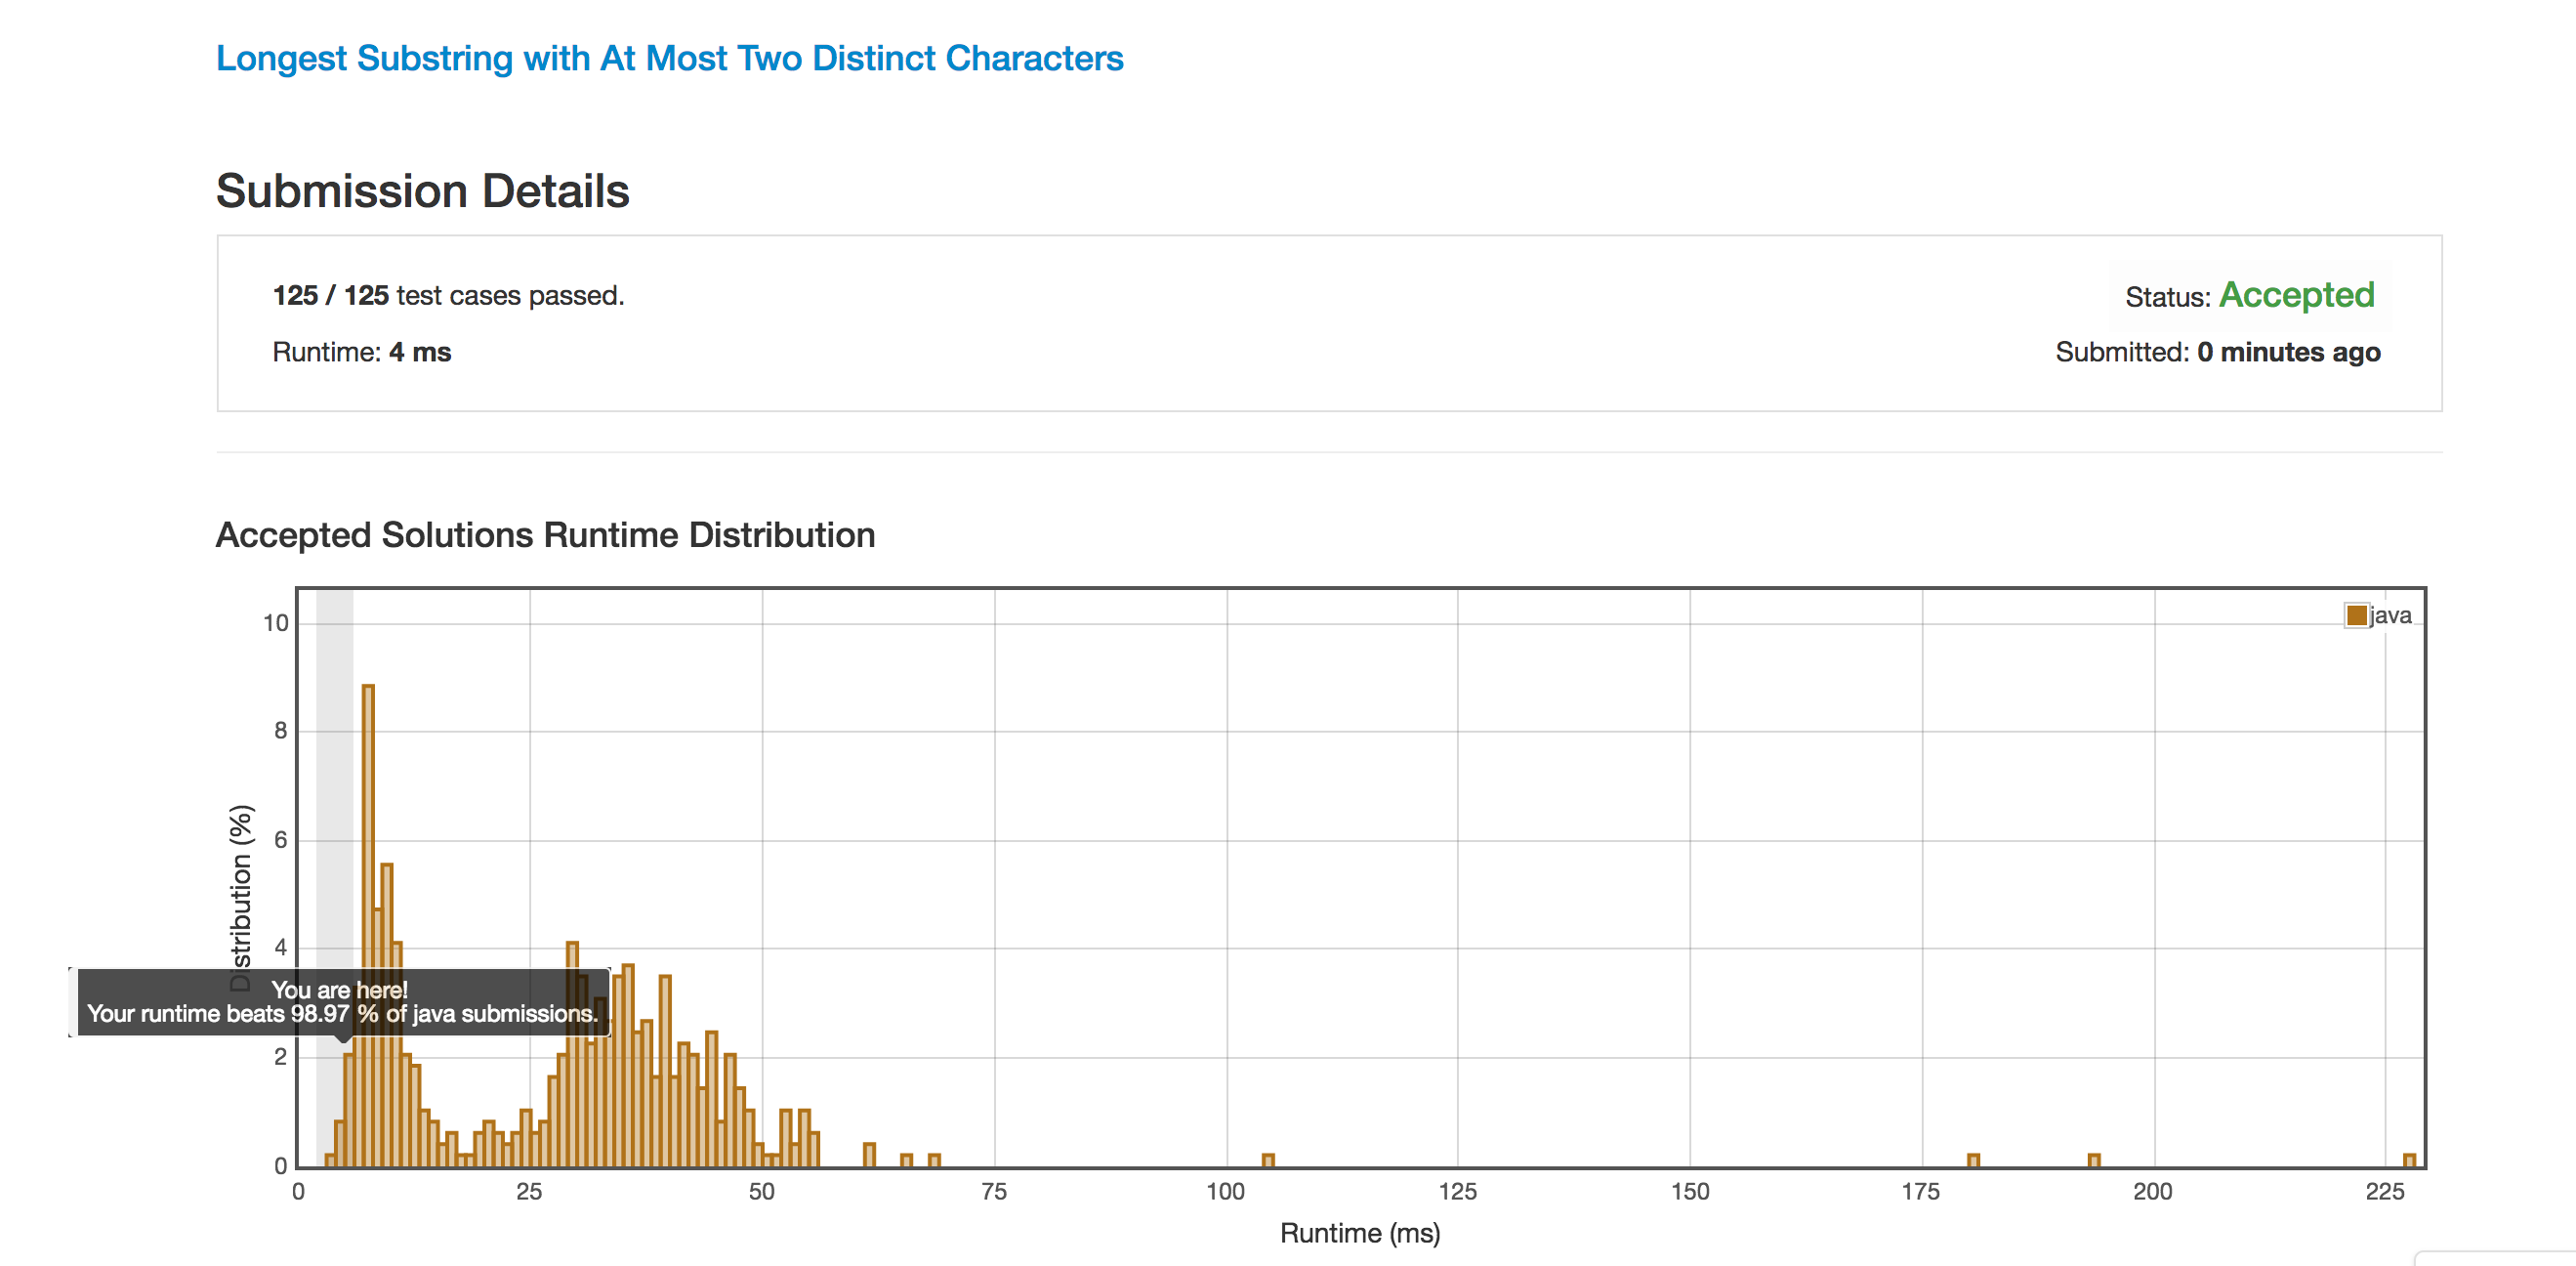 Longest Substring with At Most Two Distinct Characters
Submission Details
125 / 125 test cases passed.
Status: Accepted
Runtime: 4 ms
Submitted: 0 minutes ago
Accepted Solutions Runtime Distribution
java
10
8
6
4
2
0
Distribution (%)
You are here!
Your runtime beats 98.97 % of java submissions.
0 25 50 75 100 125 150 175 200 225
Runtime (ms)